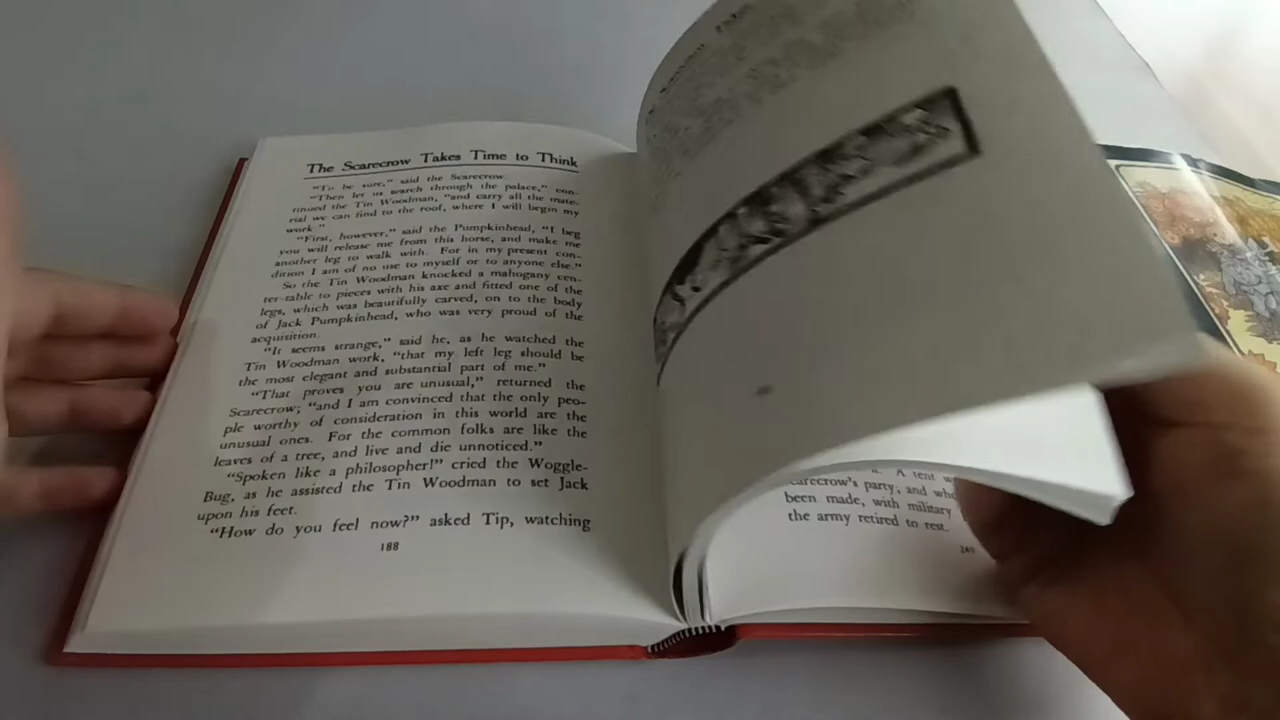 The Scarecrow Takes Time to Think
"To be sure," said the Scarecrow.
"Then let us search through the palace," con-
tinued the Tin Woodman, "and carry all the mate-
rial we can find to the roof, where I will begin my
work."
"First, however," said the Pumpkinhead, "I beg
you will release me from this horse, and make me
another leg to walk with. For in my present con-
dition I am of no use to myself or to anyone else."
So the Tin Woodman knocked a mahogany cen-
ter-table to pieces with his axe and fitted one of the
legs, which was beautifully carved, on to the body
of Jack Pumpkinhead, who was very proud of the
acquisition.
"It seems strange," said he, as he watched the
Tin Woodman work, "that my left leg should be
the most elegant and substantial part of me."
"That proves you are unusual," returned the
Scarecrow; "and I am convinced that the only peo-
ple worthy of consideration in this world are the
unusual ones. For the common folks are like the
leaves of a tree, and live and die unnoticed."
"Spoken like a philosopher!" cried the Woggle-
Bug, as he assisted the Tin Woodman to set Jack
upon his feet.
"How do you feel now?" asked Tip, watching
188
A tent
carecrow's party; and
been made, with military
the army retired to rest.
249